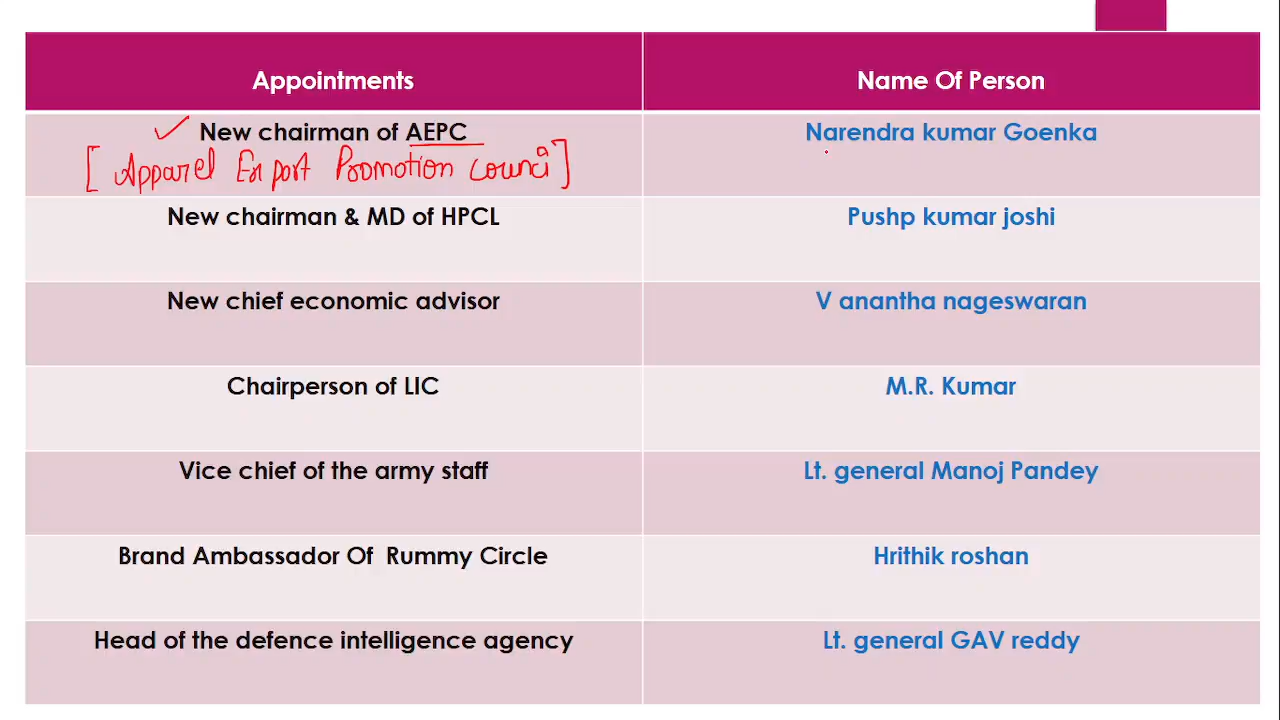 Appointments
Name Of Person
New chairman of AEPC
[Apparel Export Promotion Council]
Narendra kumar Goenka
New chairman & MD of HPCL
Pushp kumar joshi
New chief economic advisor
V anantha nageswaran
Chairperson of LIC
M.R. Kumar
Vice chief of the army staff
Lt. general Manoj Pandey
Brand Ambassador Of Rummy Circle
Hrithik roshan
Head of the defence intelligence agency
Lt. general GAV reddy